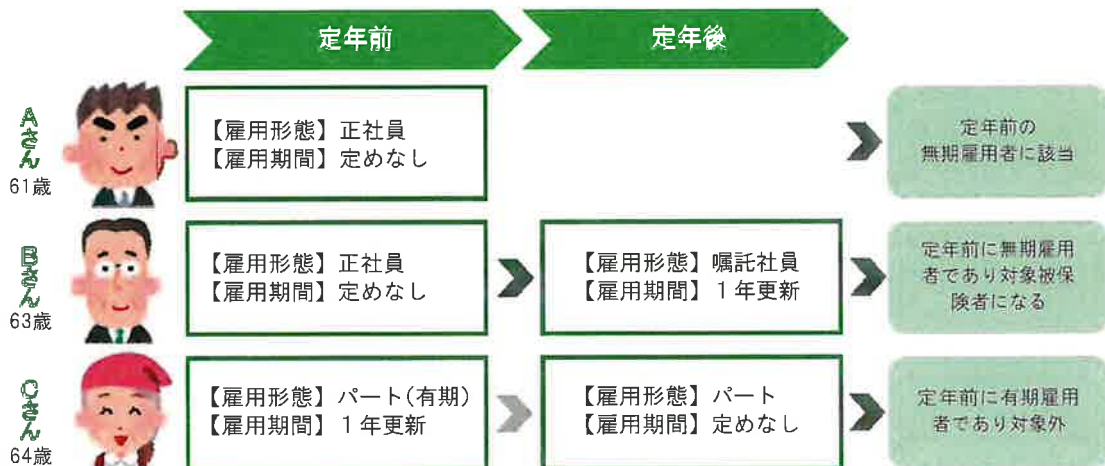 定年前
定年後
Aさん
61歳
【雇用形態】正社員
【雇用期間】定めなし
定年前の
無期雇用者に該当
Bさん
63歳
【雇用形態】正社員
【雇用期間】定めなし
【雇用形態】嘱託社員
【雇用期間】1年更新
定年前に無期雇用
者であり対象被保
険者になる
Cさん
64歳
【雇用形態】パート(有期)
【雇用期間】1年更新
【雇用形態】パート
【雇用期間】定めなし
定年前に有期雇用
者であり対象外